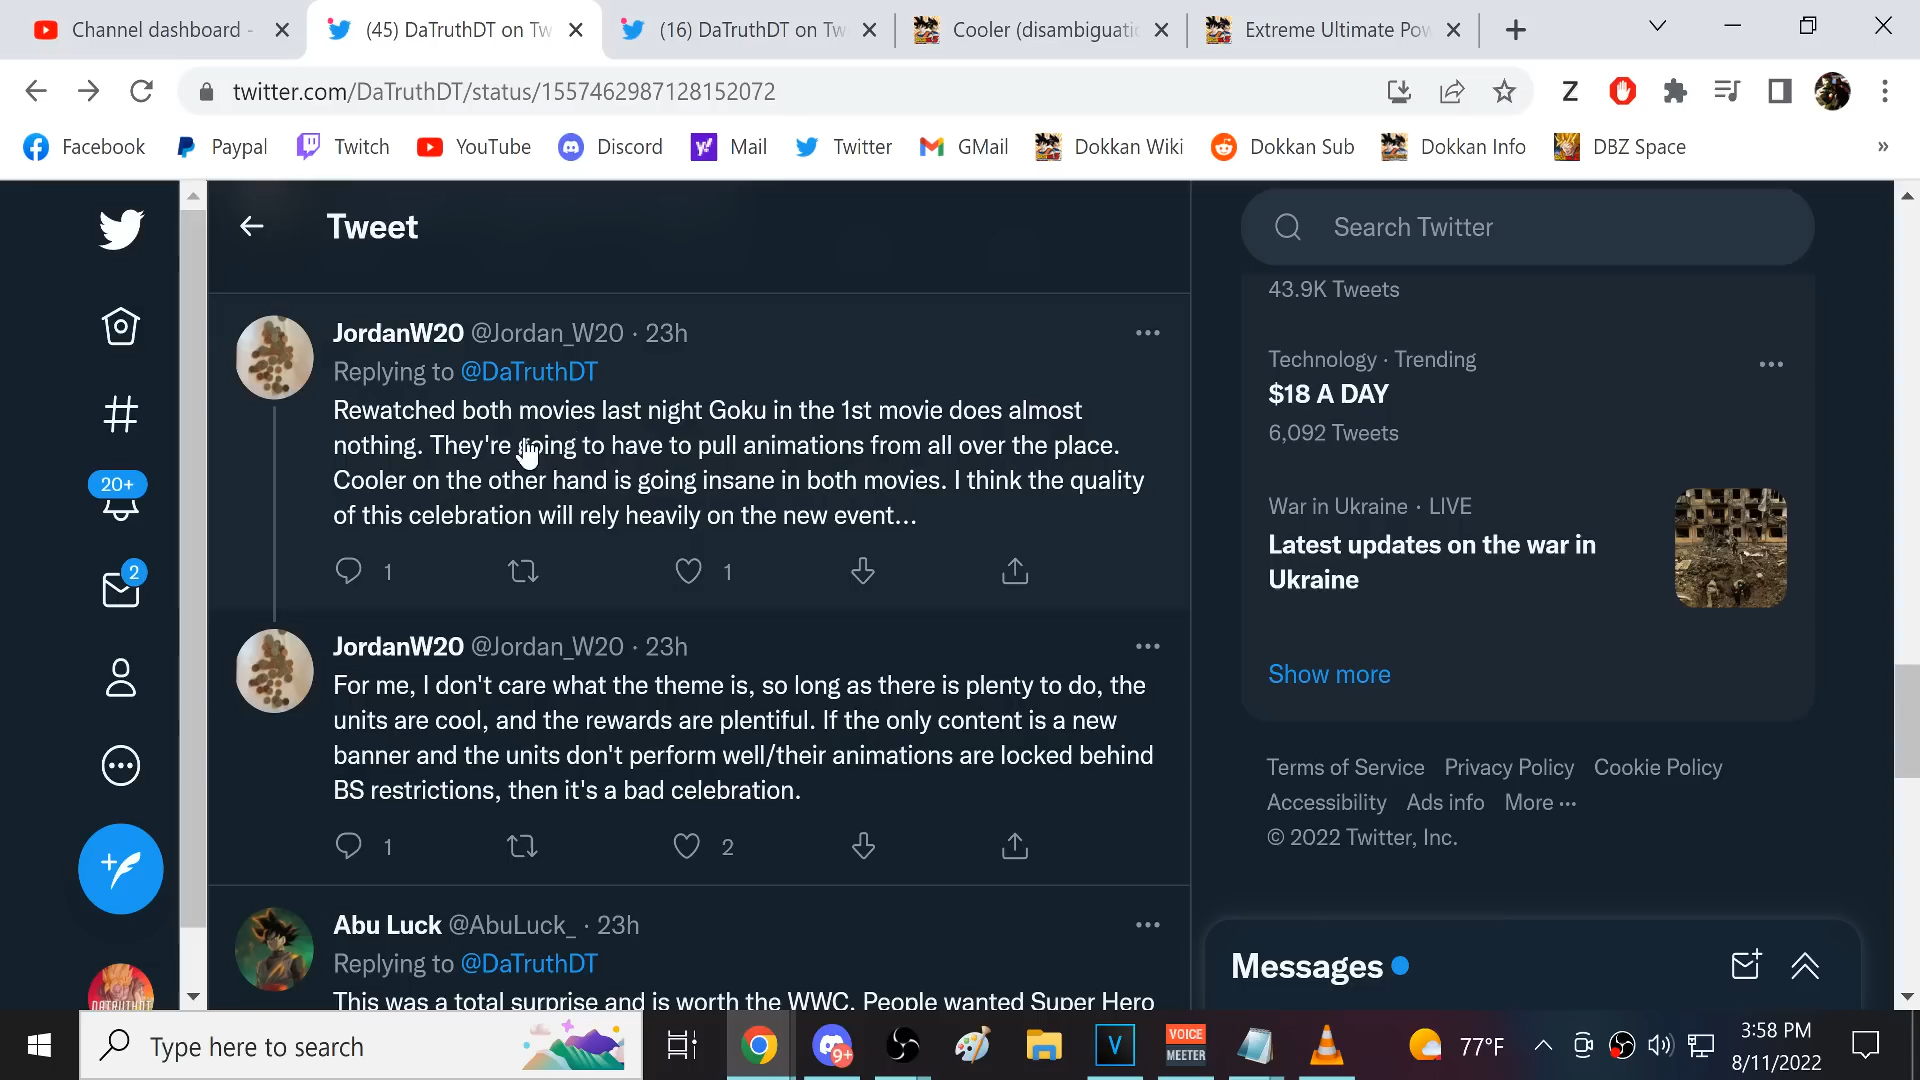 Channel dashboard -
(45) DaTruthDT on Tw
(16) DaTruthDT on Tw
Cooler (disambiguati
Extreme Ultimate Pow
twitter.com/DaTruthDT/status/1557462987128152072
Z
Facebook
Paypal
Twitch
YouTube
Discord
Mail
Twitter
GMail
Dokkan Wiki
Dokkan Sub
Dokkan Info
DBZ Space
»
Tweet
Search Twitter
20+
2
JordanW20 @Jordan_W20 · 23h
Replying to @DaTruthDT
Rewatched both movies last night Goku in the 1st movie does almost
nothing. They're going to have to pull animations from all over the place.
Cooler on the other hand is going insane in both movies. I think the quality
of this celebration will rely heavily on the new event...
1
1
JordanW20 @Jordan_W20 · 23h
For me, I don't care what the theme is, so long as there is plenty to do, the
units are cool, and the rewards are plentiful. If the only content is a new
banner and the units don't perform well/their animations are locked behind
BS restrictions, then it's a bad celebration.
1
2
Abu Luck @AbuLuck_ · 23h
Replying to @DaTruthDT
This was a total surprise and is worth the WWC. People wanted Super Hero
43.9K Tweets
Technology · Trending
$18 A DAY
6,092 Tweets
War in Ukraine · LIVE
Latest updates on the war in
Ukraine
Show more
Terms of Service Privacy Policy Cookie Policy
Accessibility Ads info More ···
© 2022 Twitter, Inc.
Messages
DATRUTHDT
Type here to search
9+
V
VOICE
MEETER
77°F
3:58 PM
8/11/2022